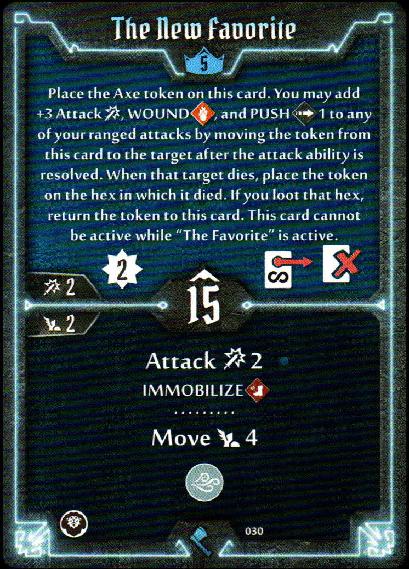 The New Favorite
5
Place the Axe token on this card. You may add
+3 Attack, WOUND, and PUSH 1 to any
of your ranged attacks by moving the token from
this card to the target after the attack ability is
resolved. When that target dies, place the token
on the hex in which it died. If you loot that hex,
return the token to this card. This card cannot
be active while “The Favorite” is active.
2
2
15
2
Attack 2
IMMOBILIZE
Move 4
030